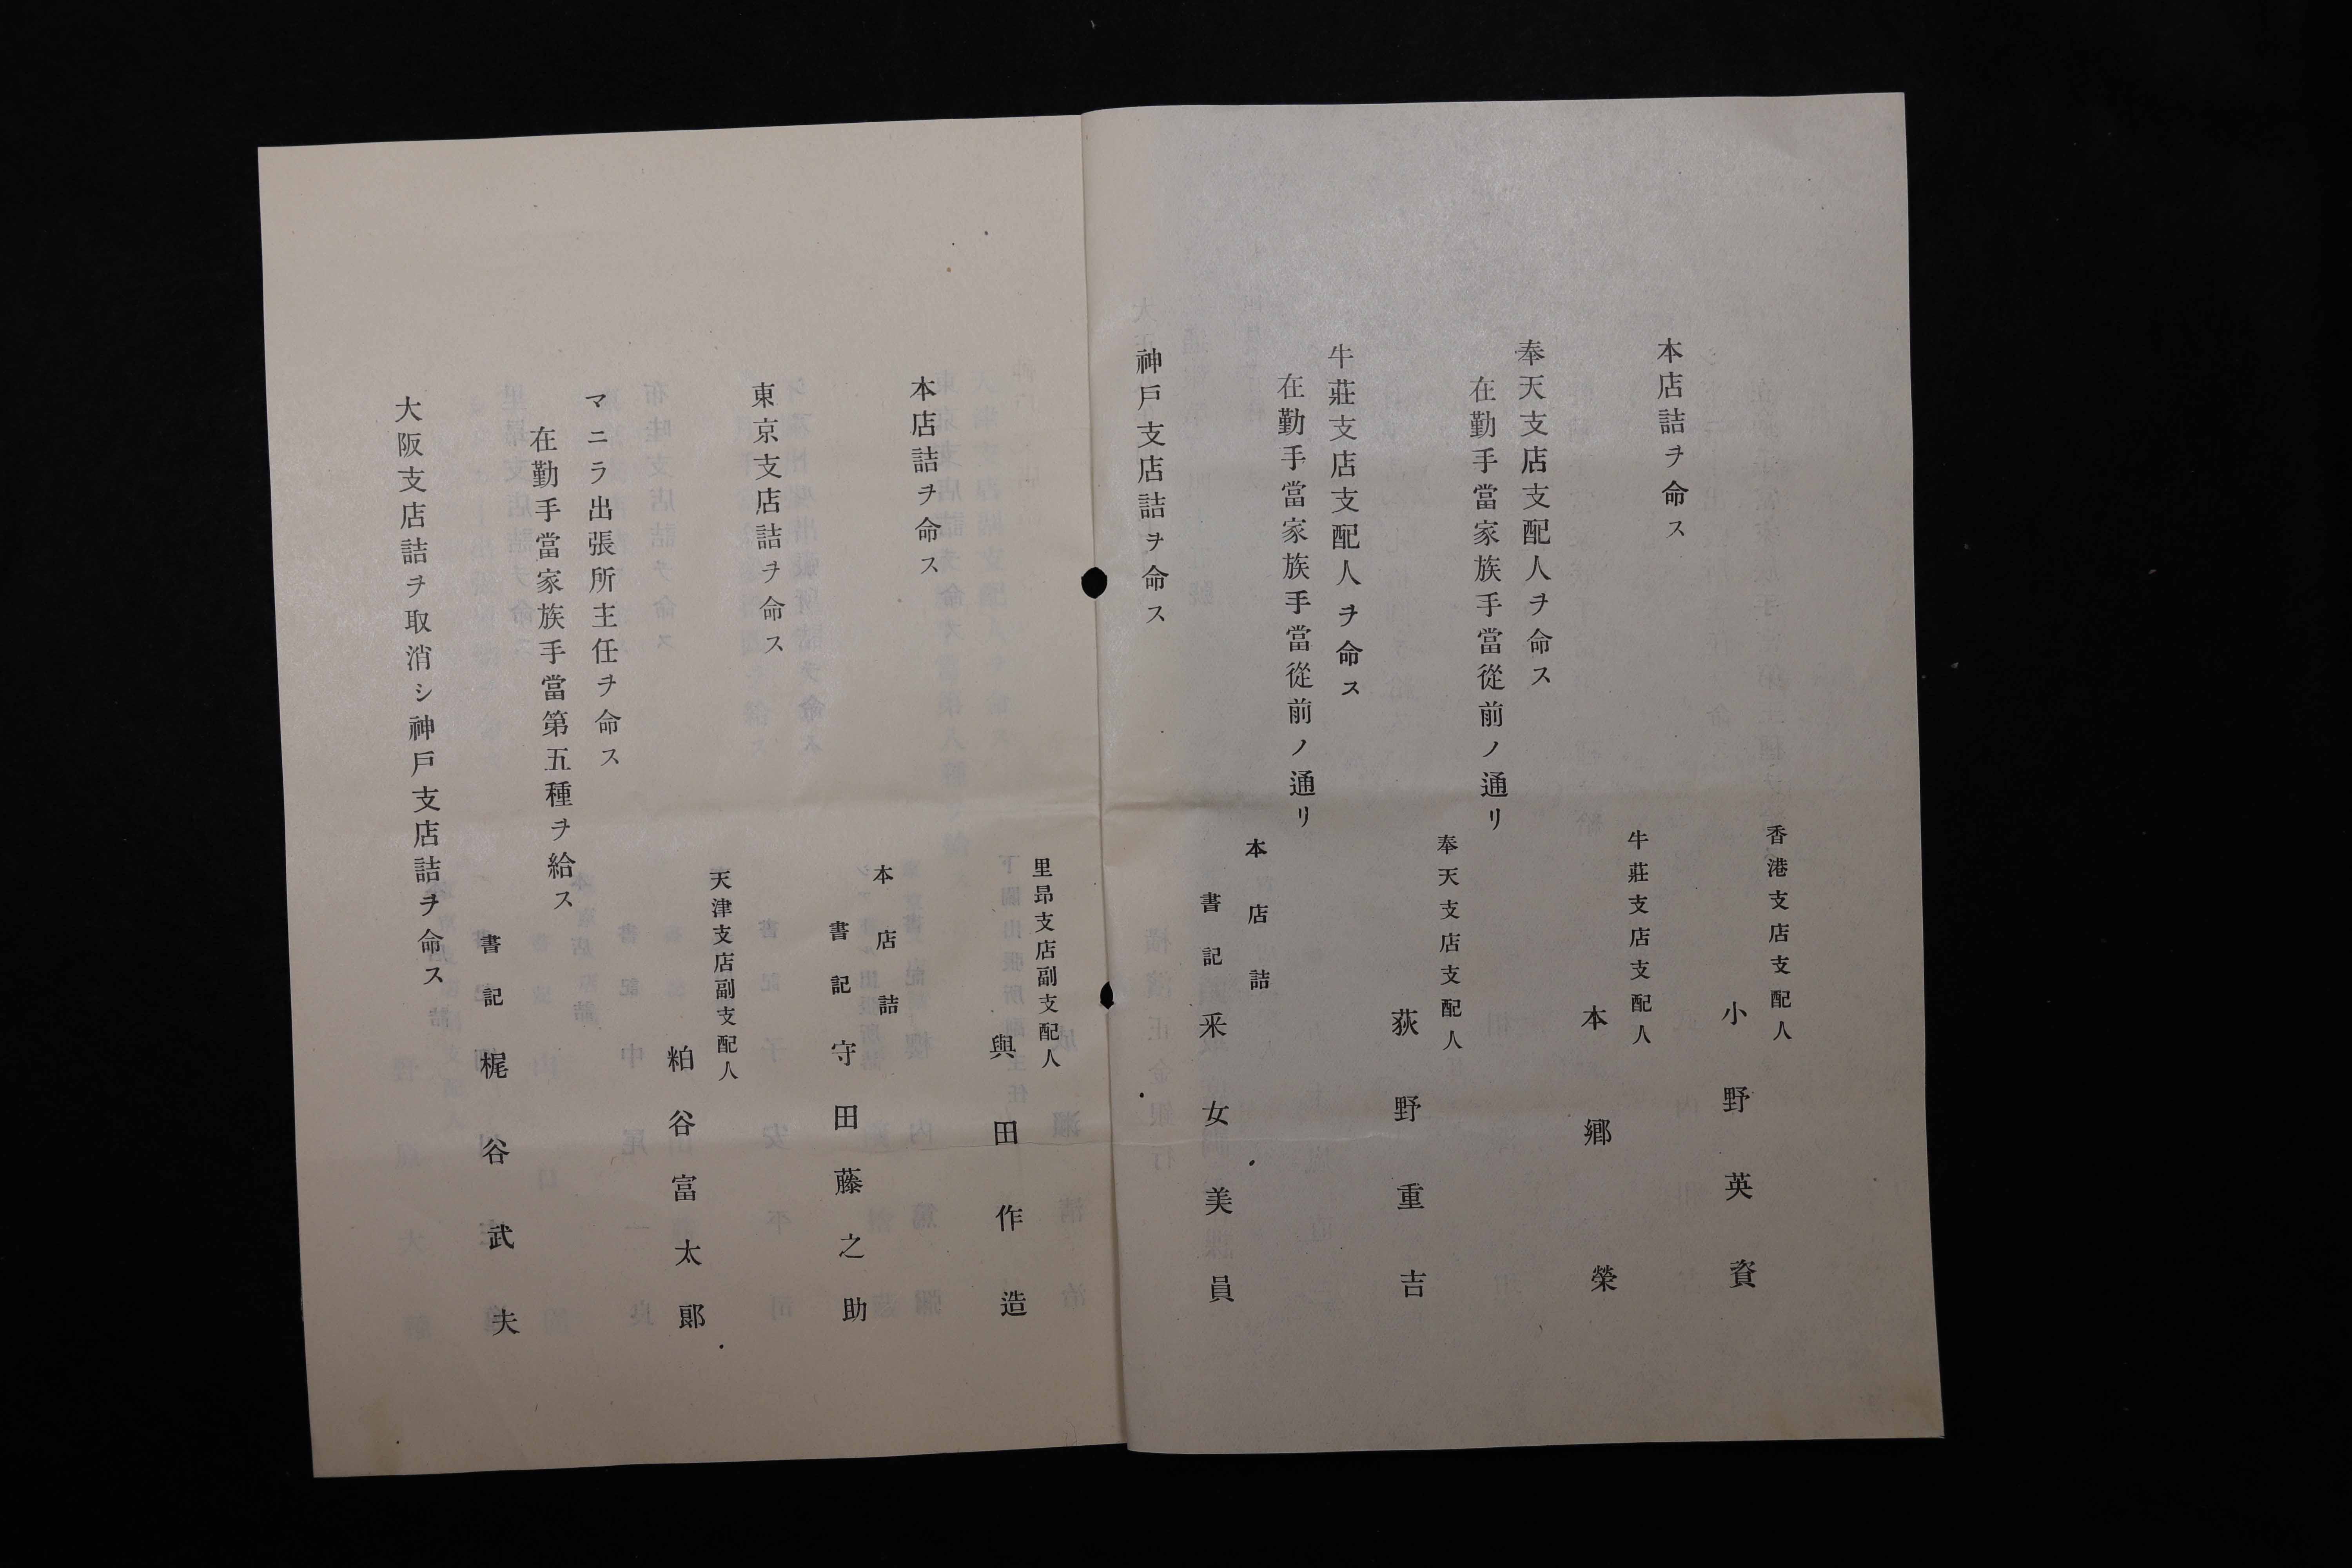 香港支店支配人
小野英資
本店詰ヲ命ス
牛莊支店支配人
本鄉榮
奉天支店支配人ヲ命ス
在勤手當家族手當從前ノ通リ
奉天支店支配人
荻野重吉
牛莊支店支配人ヲ命ス
在勤手當家族手當從前ノ通リ
本店詰
書記 釆女美員
神戶支店詰ヲ命ス
里昂支店副支配人
與田作造
本店詰ヲ命ス
本店詰
書記 守田藤之助
東京支店詰ヲ命ス
天津支店副支配人
粕谷富太郞
マニラ出張所主任ヲ命ス
在勤手當家族手當第五種ヲ給ス
書記 梶谷武夫
大阪支店詰ヲ取消シ神戶支店詰ヲ命ス